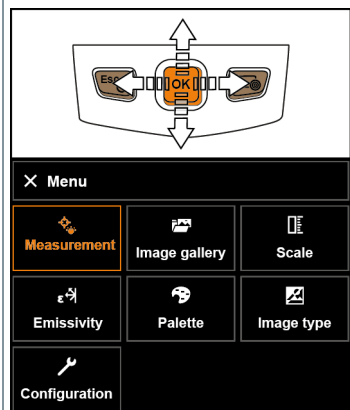 Esc
OK
Menu
Measurement
Image gallery
Scale
ε
Emissivity
Palette
Image type
Configuration